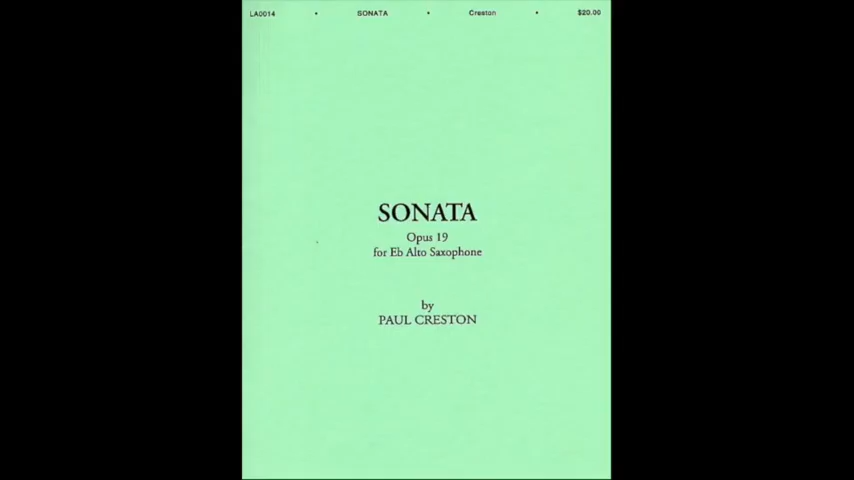 LA0014 • SONATA • Creston • $20.00
SONATA
Opus 19
for Eb Alto Saxophone
by
PAUL CRESTON